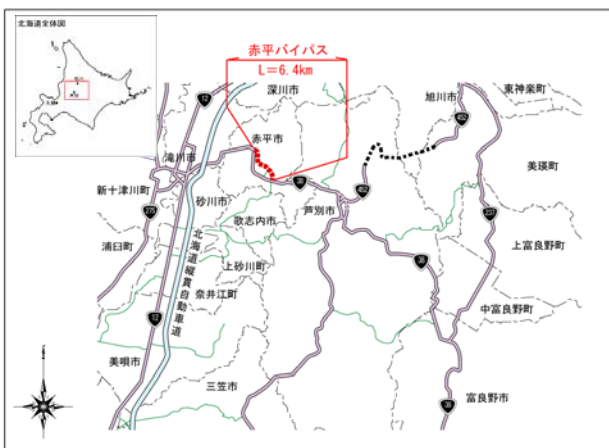 北海道全体図
赤平バイパス
L=6.4km
深川市
旭川市
東神楽町
12
452
赤平市
滝川市
美瑛町
新十津川町
38
452
砂川市
芦別市
275
歌志内市
237
浦臼町
上富良野町
北海道縦貫自動車道
上砂川町
38
奈井江町
中富良野町
12
美唄市
三笠市
富良野市
38